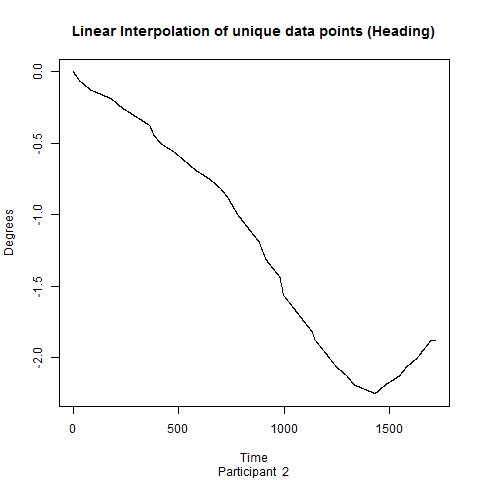 Linear Interpolation of unique data points (Heading)
0.0
-0.5
-1.0
-1.5
-2.0
Degrees
0 500 1000 1500
Time
Participant 2